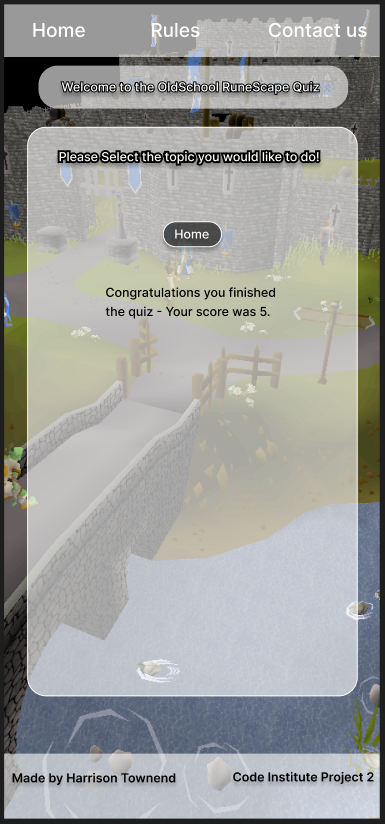 Home Rules Contact us
Welcome to the OldSchool RuneScape Quiz
Please Select the topic you would like to do!
Home
Congratulations you finished
the quiz - Your score was 5.
Made by Harrison Townend Code Institute Project 2